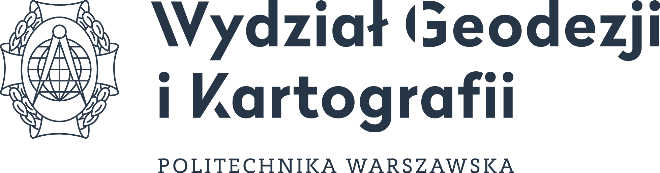 Wydział Geodezji
i Kartografii
POLITECHNIKA WARSZAWSKA